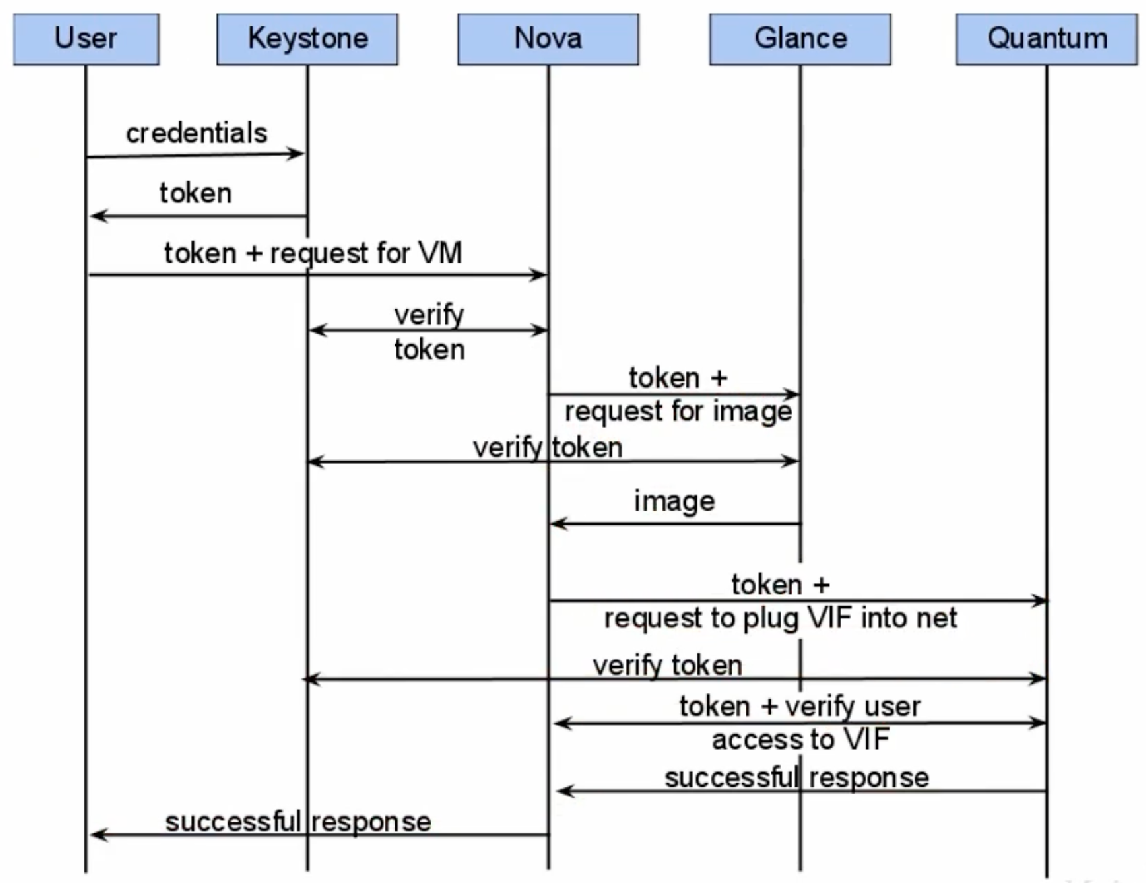 User
Keystone
Nova
Glance
Quantum
credentials
token
token + request for VM
verify
token
token +
request for image
verify token
image
token +
request to plug VIF into net
verify token
token + verify user
access to VIF
successful response
successful response